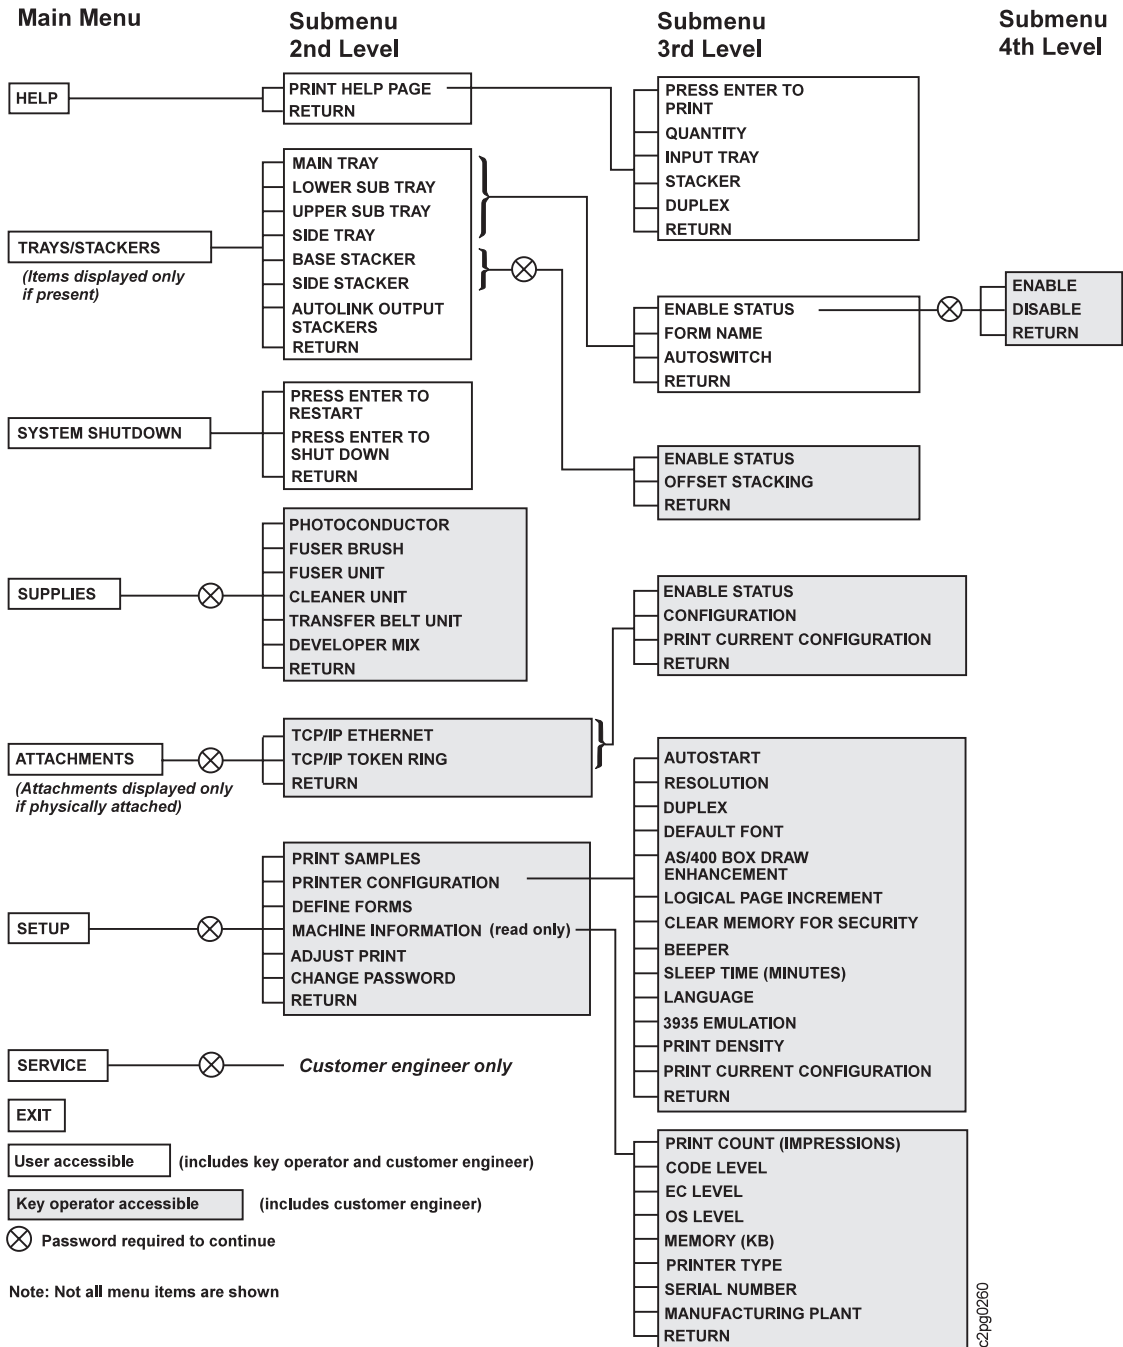 Main Menu
Submenu
2nd Level
Submenu
3rd Level
Submenu
4th Level
HELP
PRINT HELP PAGE
RETURN
PRESS ENTER TO
PRINT
QUANTITY
INPUT TRAY
STACKER
DUPLEX
RETURN
TRAYS/STACKERS
(Items displayed only
if present)
MAIN TRAY
LOWER SUB TRAY
UPPER SUB TRAY
SIDE TRAY
BASE STACKER
SIDE STACKER
AUTOLINK OUTPUT
STACKERS
RETURN
ENABLE STATUS
FORM NAME
AUTOSWITCH
RETURN
ENABLE
DISABLE
RETURN
SYSTEM SHUTDOWN
PRESS ENTER TO
RESTART
PRESS ENTER TO
SHUT DOWN
RETURN
ENABLE STATUS
OFFSET STACKING
RETURN
SUPPLIES
PHOTOCONDUCTOR
FUSER BRUSH
FUSER UNIT
CLEANER UNIT
TRANSFER BELT UNIT
DEVELOPER MIX
RETURN
ENABLE STATUS
CONFIGURATION
PRINT CURRENT CONFIGURATION
RETURN
ATTACHMENTS
(Attachments displayed only
if physically attached)
TCP/IP ETHERNET
TCP/IP TOKEN RING
RETURN
SETUP
PRINT SAMPLES
PRINTER CONFIGURATION
DEFINE FORMS
MACHINE INFORMATION (read only)
ADJUST PRINT
CHANGE PASSWORD
RETURN
AUTOSTART
RESOLUTION
DUPLEX
DEFAULT FONT
AS/400 BOX DRAW
ENHANCEMENT
LOGICAL PAGE INCREMENT
CLEAR MEMORY FOR SECURITY
BEEPER
SLEEP TIME (MINUTES)
LANGUAGE
3935 EMULATION
PRINT DENSITY
PRINT CURRENT CONFIGURATION
RETURN
SERVICE
Customer engineer only
EXIT
PRINT COUNT (IMPRESSIONS)
CODE LEVEL
EC LEVEL
OS LEVEL
MEMORY (KB)
PRINTER TYPE
SERIAL NUMBER
MANUFACTURING PLANT
RETURN
User accessible (includes key operator and customer engineer)
Key operator accessible (includes customer engineer)
Password required to continue
Note: Not all menu items are shown
c2pg0260